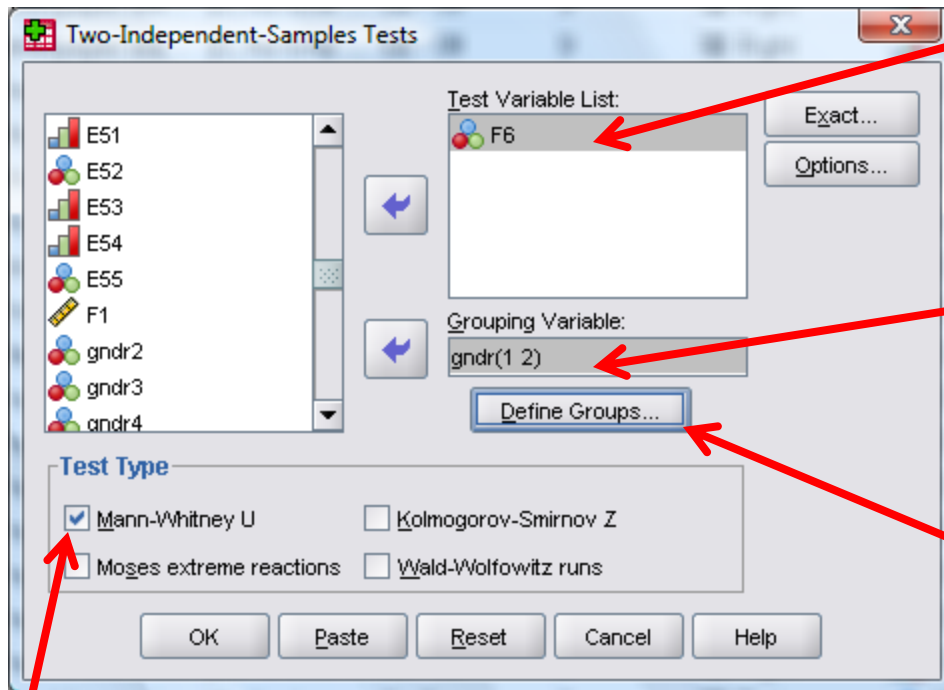 Two-Independent-Samples Tests
Test Variable List:
E51
E52
E53
E54
E55
F1
gndr2
gndr3
gndr4
F6
Exact...
Options...
Grouping Variable:
gndr(1 2)
Define Groups...
Test Type
Mann-Whitney U
Kolmogorov-Smirnov Z
Moses extreme reactions
Wald-Wolfowitz runs
OK
Paste
Reset
Cancel
Help